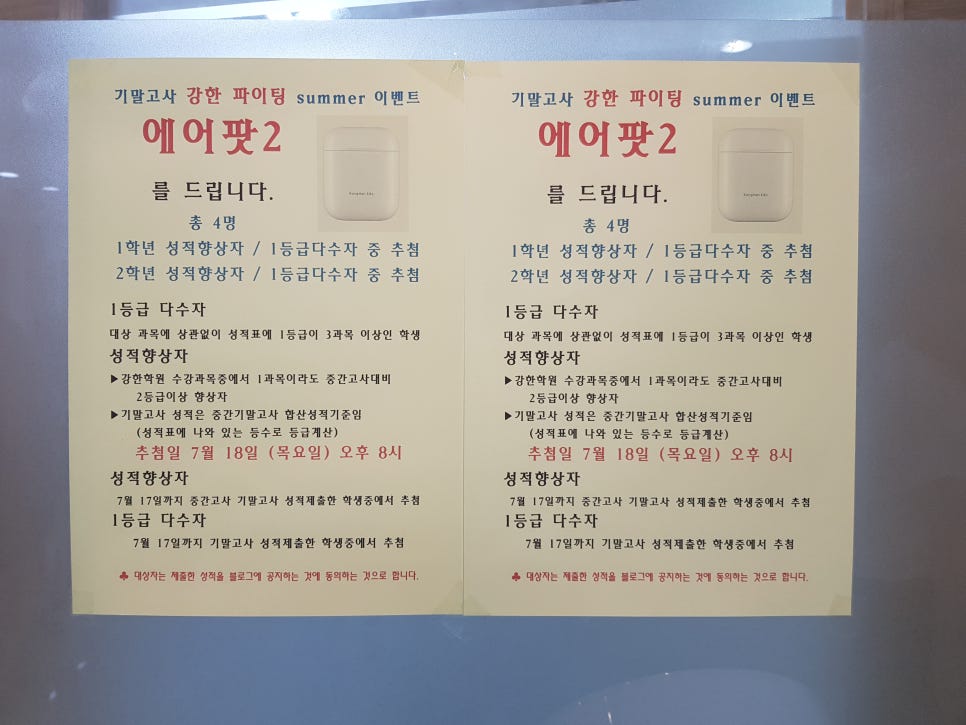 기말고사 강한 파이팅 summer 이벤트
에어팟2
를 드립니다.
총 4명
1학년 성적향상자 / 1등급다수자 중 추첨
2학년 성적향상자 / 1등급다수자 중 추첨
1등급 다수자
대상 과목에 상관없이 성적표에 1등급이 3과목 이상인 학생
성적향상자
▶강한학원 수강과목중에서 1과목이라도 중간고사대비
2등급이상 향상자
▶기말고사 성적은 중간기말고사 합산성적기준임
(성적표에 나와 있는 등수로 등급계산)
추첨일 7월 18일 (목요일) 오후 8시
성적향상자
7월 17일까지 중간고사 기말고사 성적제출한 학생중에서 추첨
1등급 다수자
7월 17일까지 기말고사 성적제출한 학생중에서 추첨
♣ 대상자는 제출한 성적을 블로그에 공지하는 것에 동의하는 것으로 합니다.
기말고사 강한 파이팅 summer 이벤트
에어팟2
를 드립니다.
총 4명
1학년 성적향상자 / 1등급다수자 중 추첨
2학년 성적향상자 / 1등급다수자 중 추첨
1등급 다수자
대상 과목에 상관없이 성적표에 1등급이 3과목 이상인 학생
성적향상자
▶강한학원 수강과목중에서 1과목이라도 중간고사대비
2등급이상 향상자
▶기말고사 성적은 중간기말고사 합산성적기준임
(성적표에 나와 있는 등수로 등급계산)
추첨일 7월 18일 (목요일) 오후 8시
성적향상자
7월 17일까지 중간고사 기말고사 성적제출한 학생중에서 추첨
1등급 다수자
7월 17일까지 기말고사 성적제출한 학생중에서 추첨
♣ 대상자는 제출한 성적을 블로그에 공지하는 것에 동의하는 것으로 합니다.